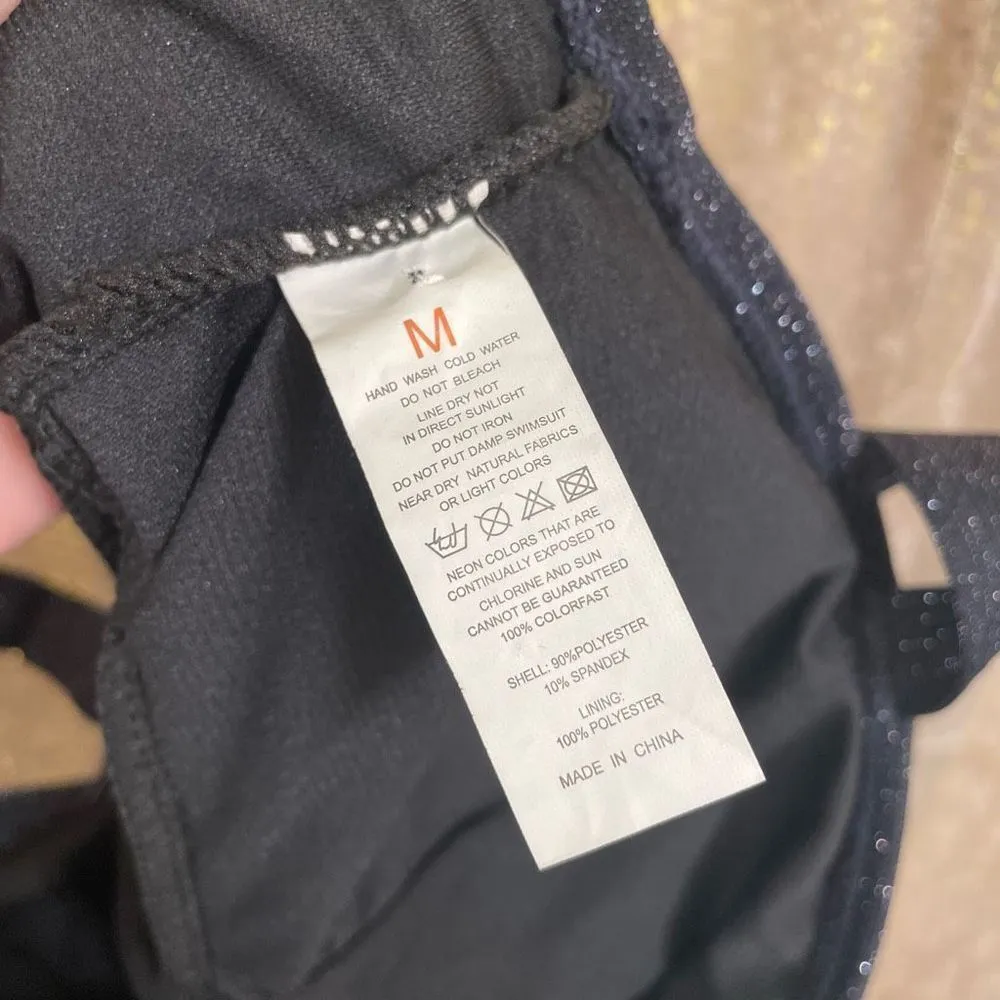 M
HAND WASH COLD WATER
DO NOT BLEACH
LINE DRY NOT
IN DIRECT SUNLIGHT
DO NOT IRON
DO NOT PUT DAMP SWIMSUIT
NEAR DRY NATURAL FABRICS
OR LIGHT COLORS
NEON COLORS THAT ARE
CONTINUALLY EXPOSED TO
CHLORINE AND SUN
CANNOT BE GUARANTEED
100% COLORFAST
SHELL: 90%POLYESTER
10% SPANDEX
LINING:
100% POLYESTER
MADE IN CHINA